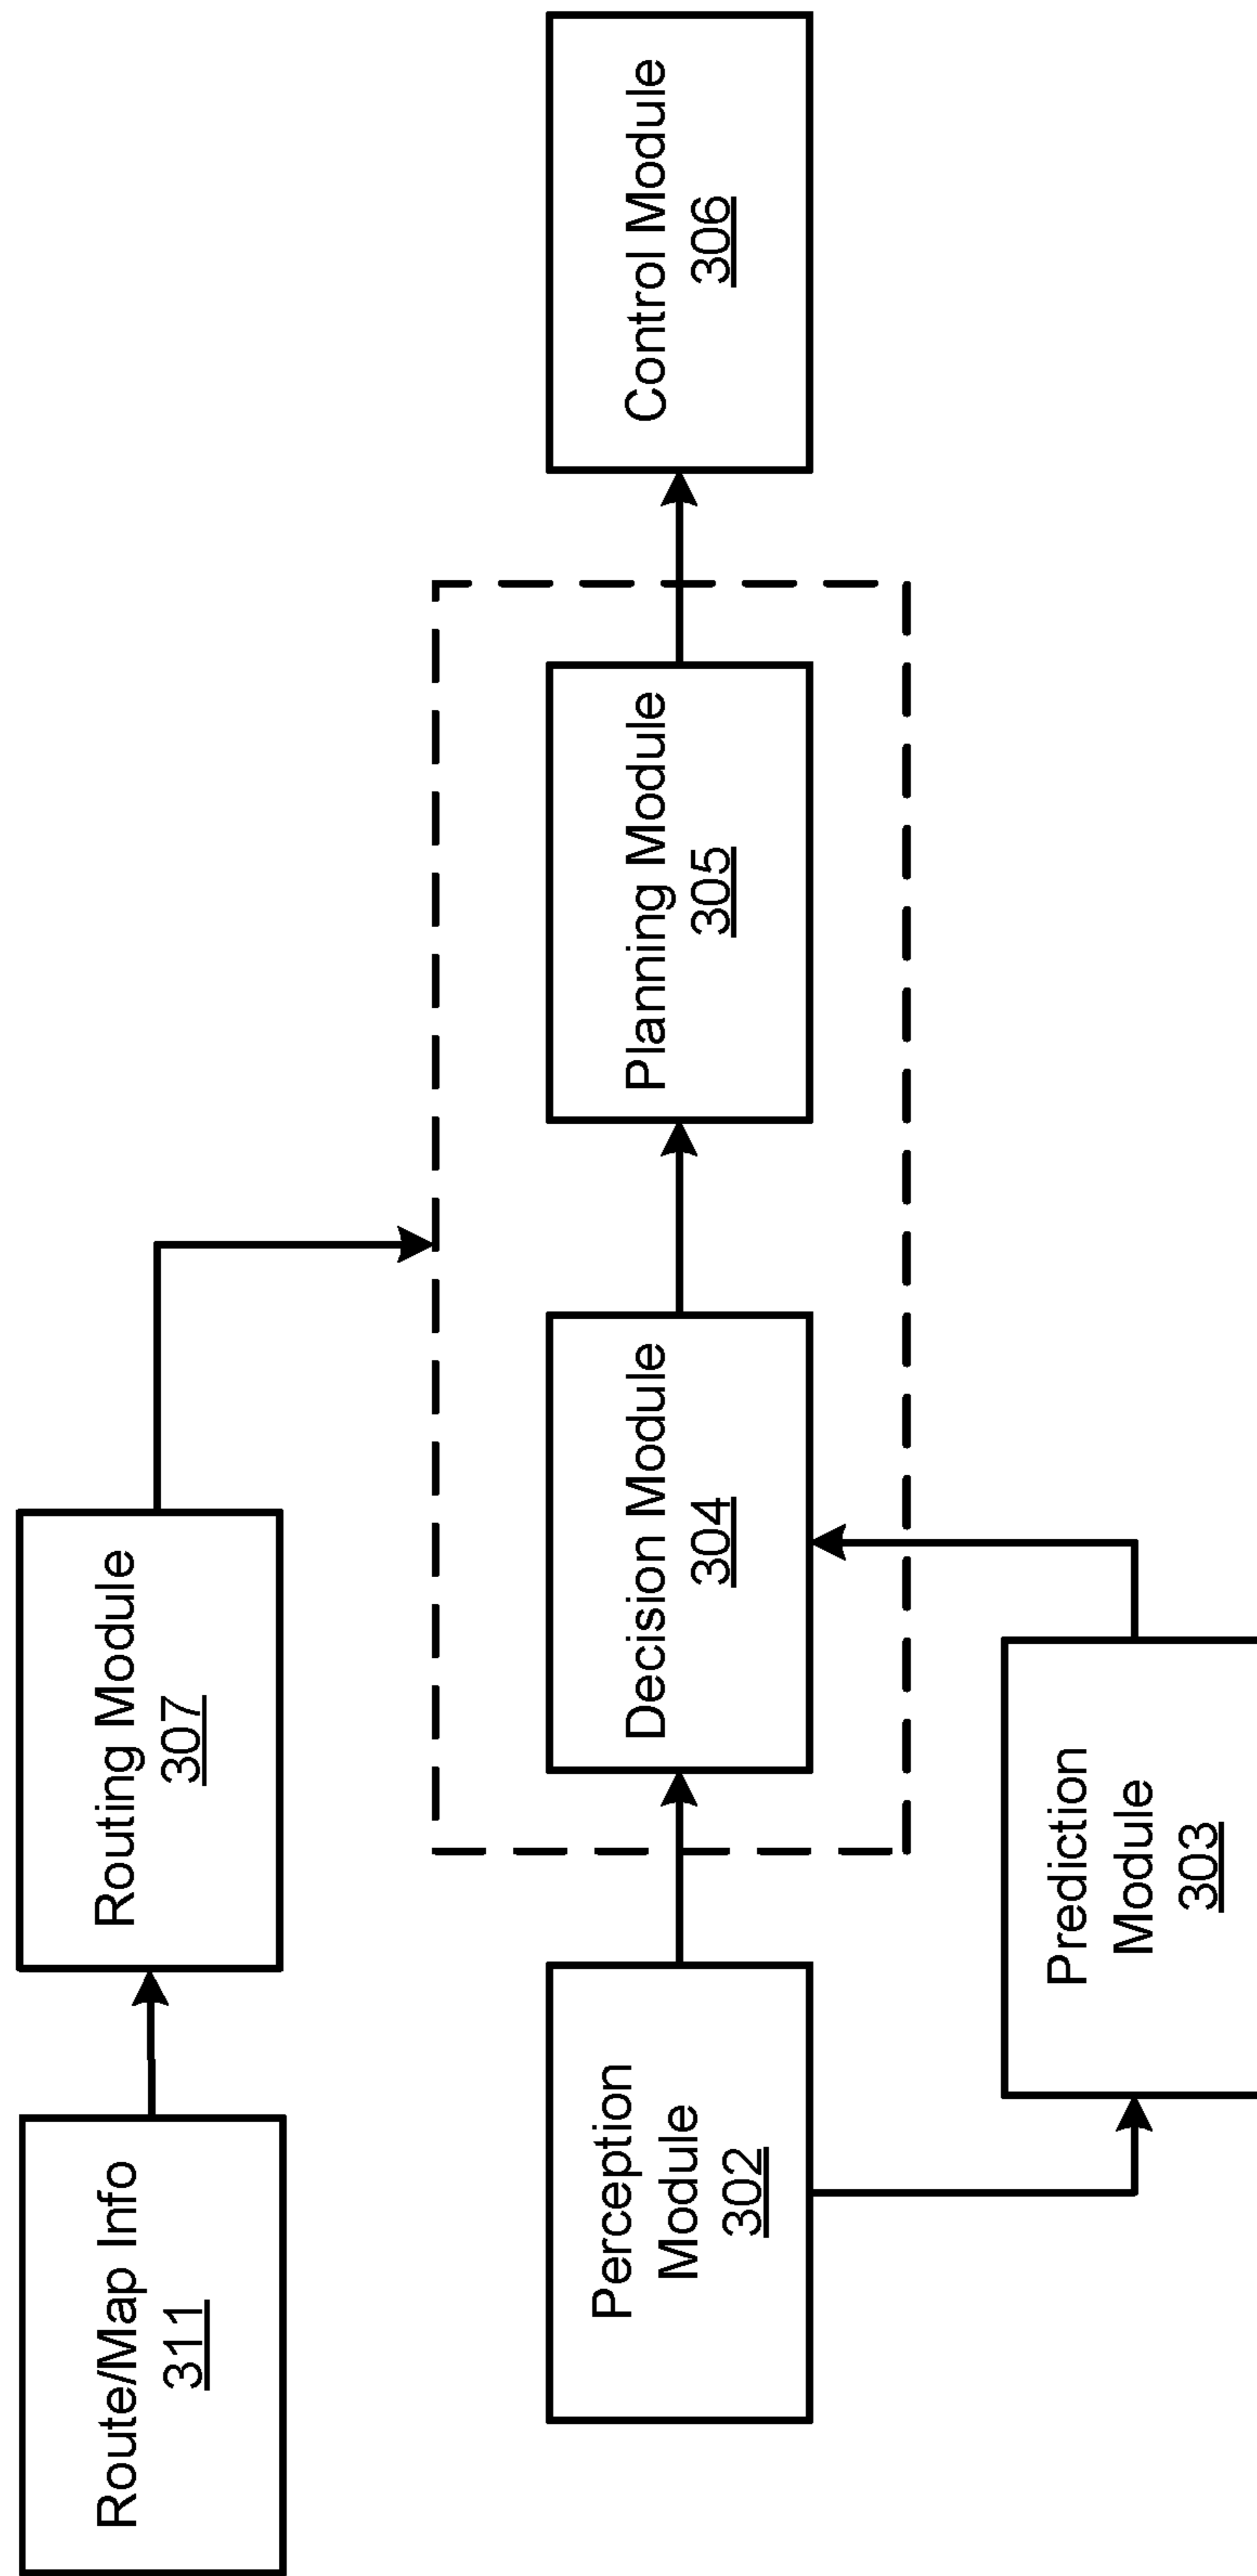 Route/Map Info
311
Routing Module
307
Perception
Module
302
Decision Module
304
Planning Module
305
Control Module
306
Prediction
Module
303